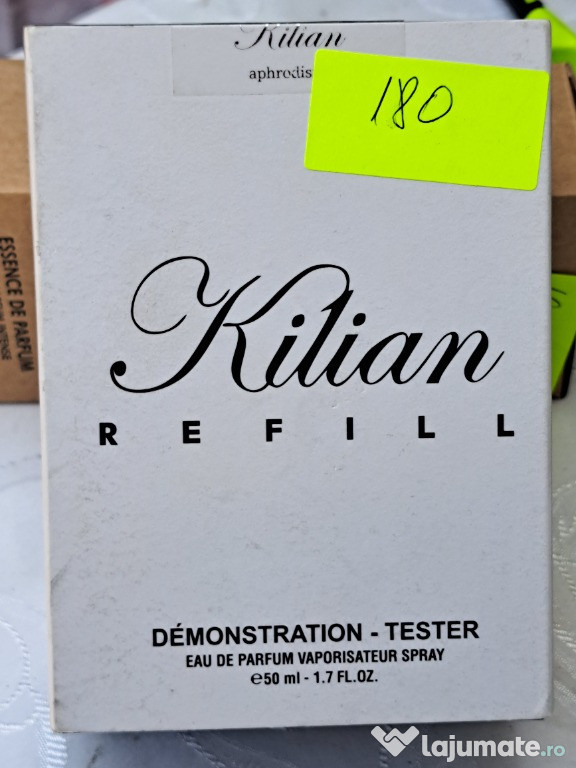 Kilian
aphrodis
180
ESSENCE DE PARFUM
INTENSE
Kilian
REFILL
DÉMONSTRATION - TESTER
EAU DE PARFUM VAPORISATEUR SPRAY
℮50 ml - 1.7 FL.OZ.
lajumate.ro